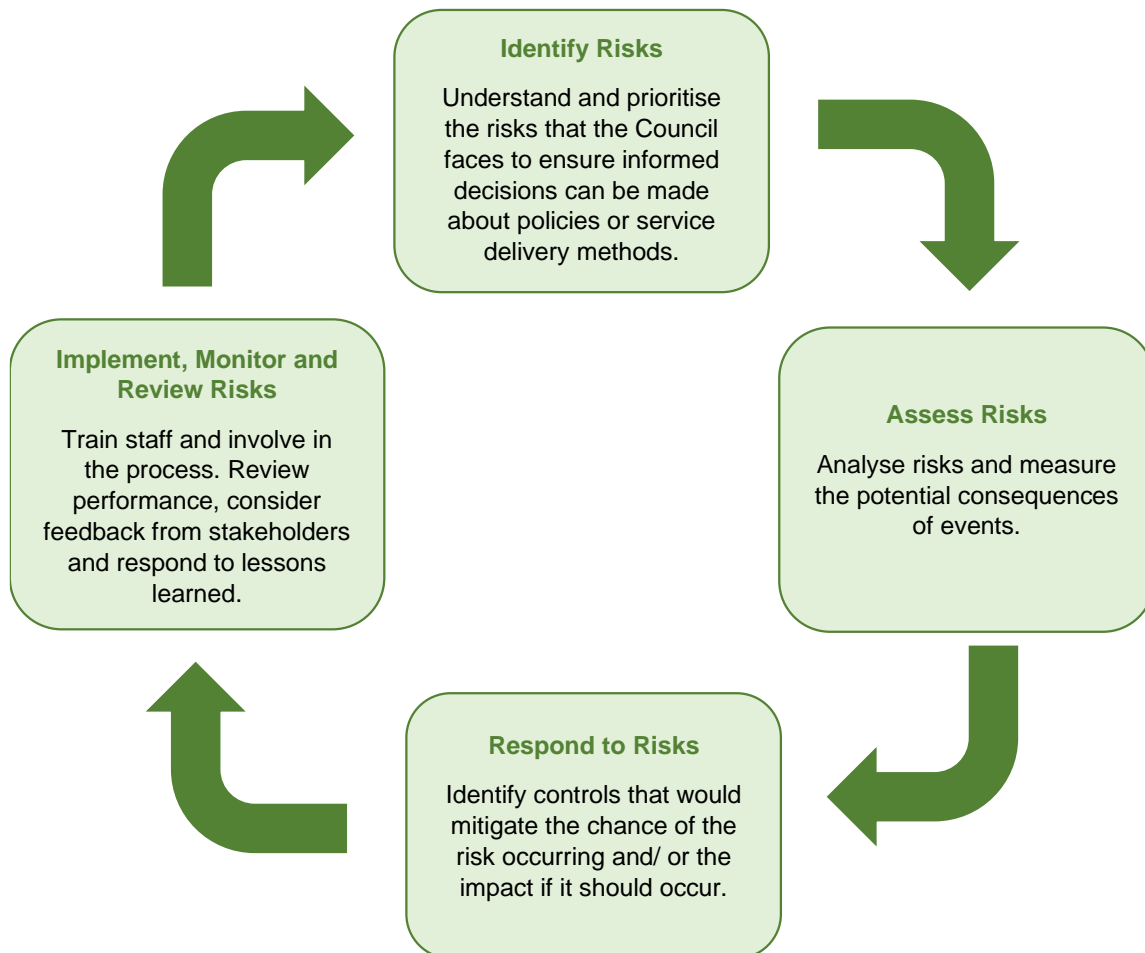 Identify Risks
Understand and prioritise
the risks that the Council
faces to ensure informed
decisions can be made
about policies or service
delivery methods.
Assess Risks
Analyse risks and measure
the potential consequences
of events.
Respond to Risks
Identify controls that would
mitigate the chance of the
risk occurring and/ or the
impact if it should occur.
Implement, Monitor and
Review Risks
Train staff and involve in
the process. Review
performance, consider
feedback from stakeholders
and respond to lessons
learned.